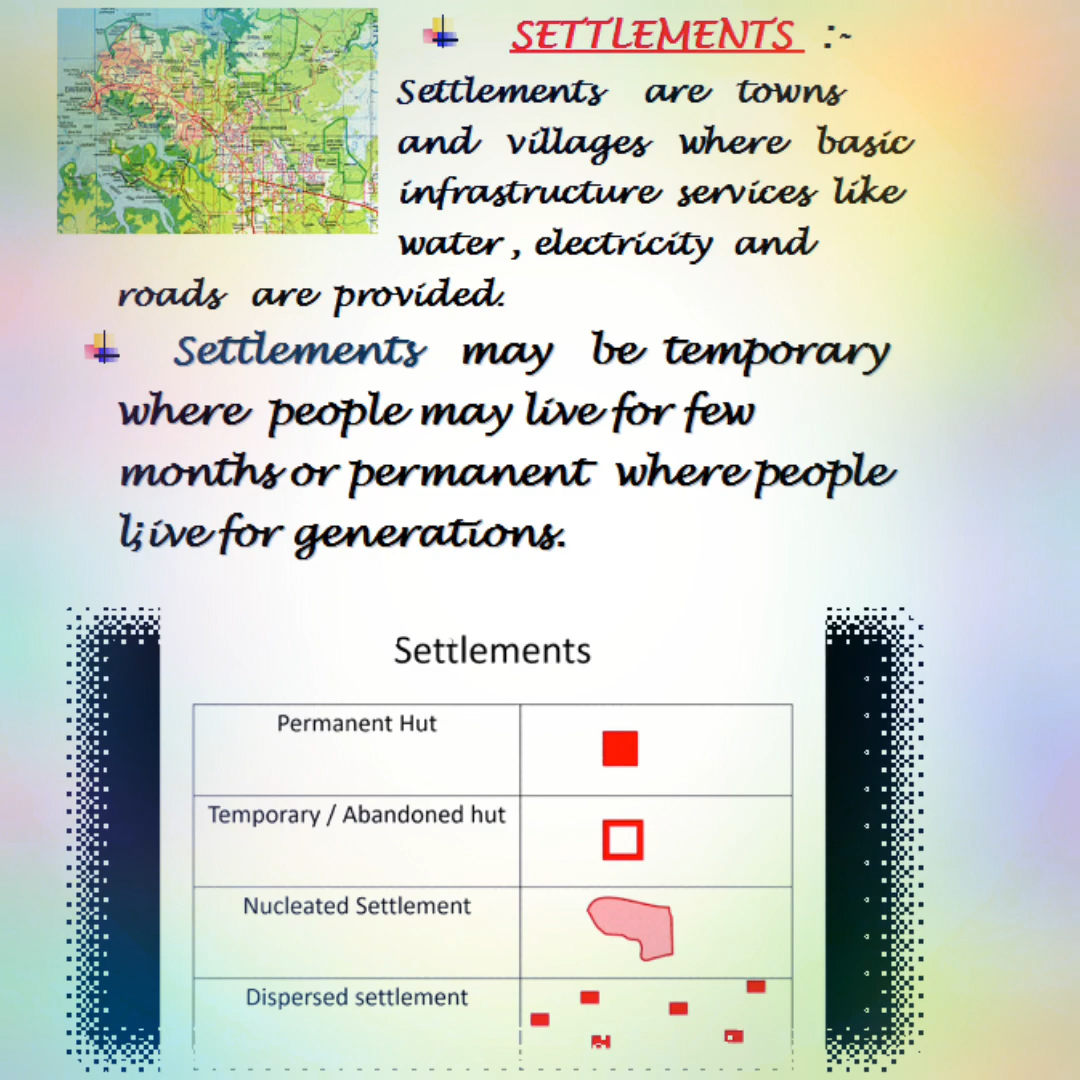 SETTLEMENTS :~
Settlements are towns
and villages where basic
infrastructure services like
water , electricity and
roads are provided.
Settlements may be temporary
where people may live for few
months or permanent where people
l;ive for generations.
Settlements
Permanent Hut
Temporary / Abandoned hut
Nucleated Settlement
Dispersed settlement